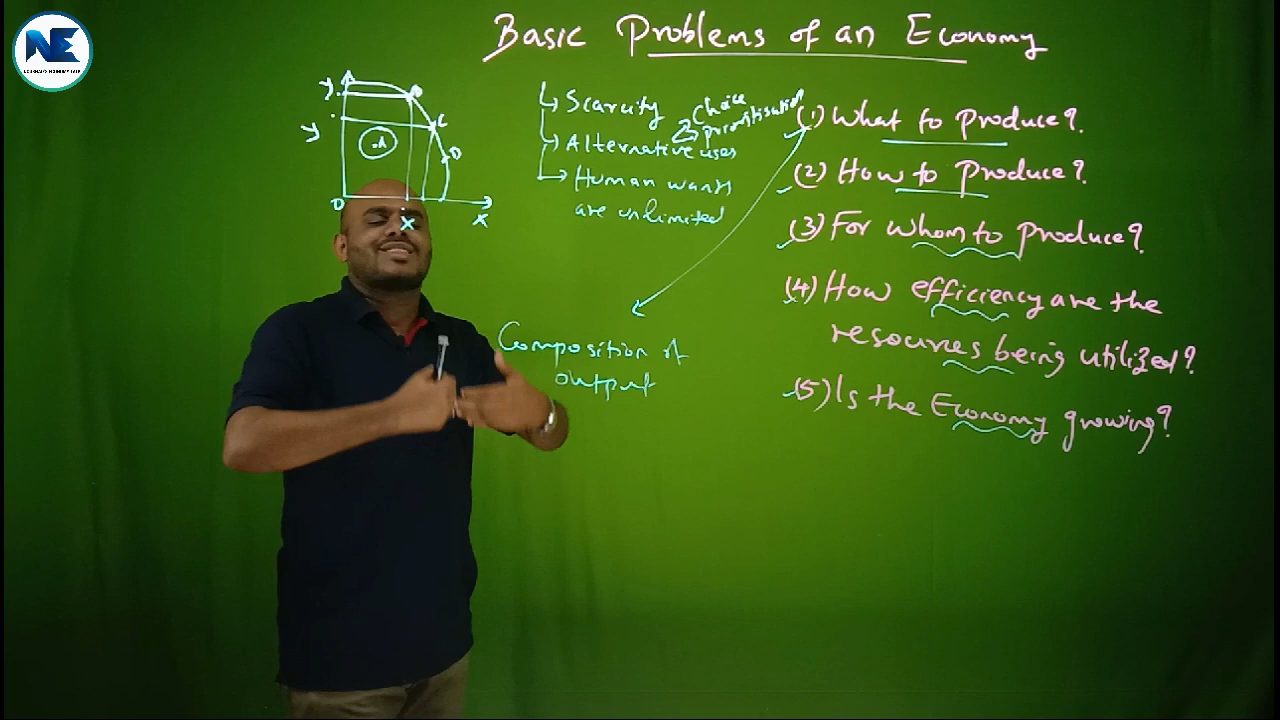 NE
Basic Problems of an Economy
A
B
y
C
y
.A
D
O
X
X
Scarcity
Choice
prioritisation
Alternative uses
Human wants
are unlimited
Composition of
output
(1) What to produce?
(2) How to produce?
(3) For whom to produce?
(4) How efficiency are the
resources being utilized?
(5) Is the Economy growing?